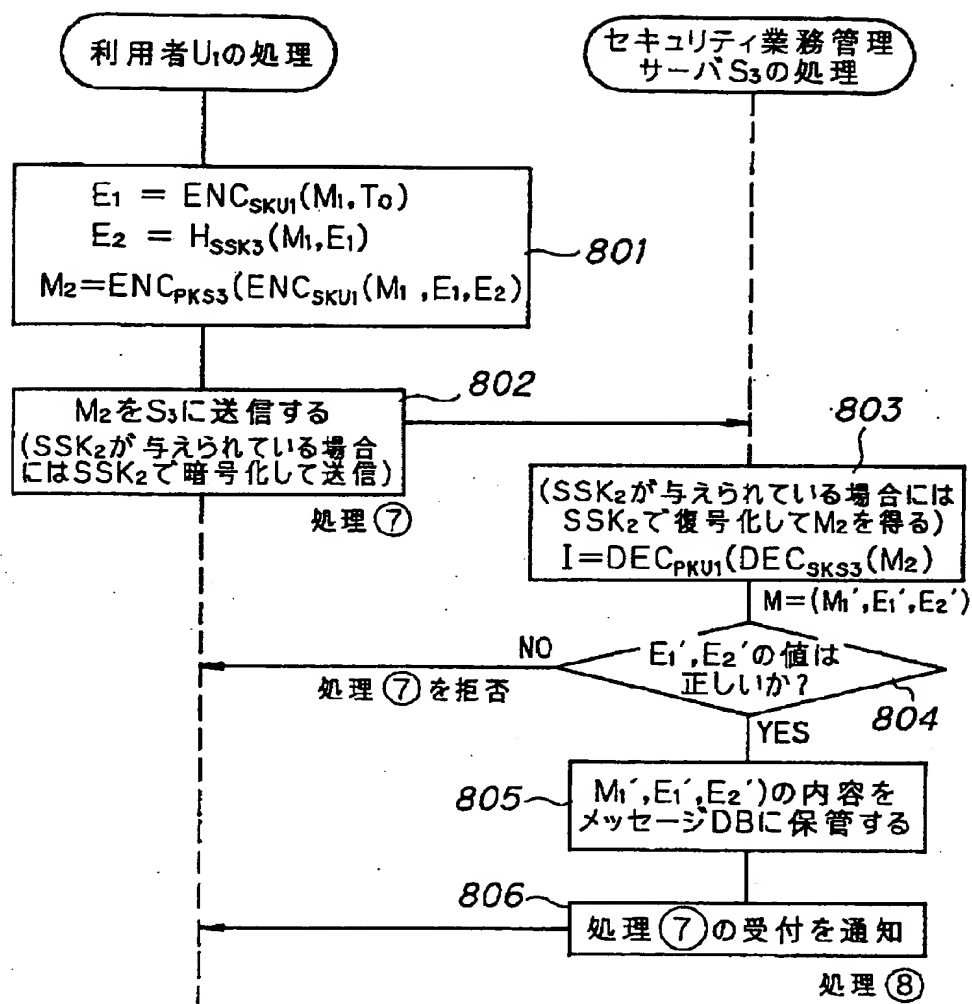 利用者U₁の処理
セキュリティ業務管理
サーバS₃の処理
E₁ = ENC_SKU1(M₁.T₀)
E₂ = H_SSK3(M₁,E₁)
M₂=ENC_PKS3(ENC_SKU1(M₁,E₁,E₂)
801
802
M₂をS₃に送信する
(SSK₂が与えられている場合
にはSSK₂で暗号化して送信)
処理⑦
803
(SSK₂が与えられている場合には
SSK₂で復号化してM₂を得る)
I=DEC_PKU1(DEC_SKS3(M₂)
M=(M₁′,E₁′,E₂′)
E₁′,E₂′の値は
正しいか?
804
NO
処理⑦を拒否
YES
805
M₁′,E₁′,E₂′)の内容を
メッセージDBに保管する
806
処理⑦の受付を通知
処理⑧